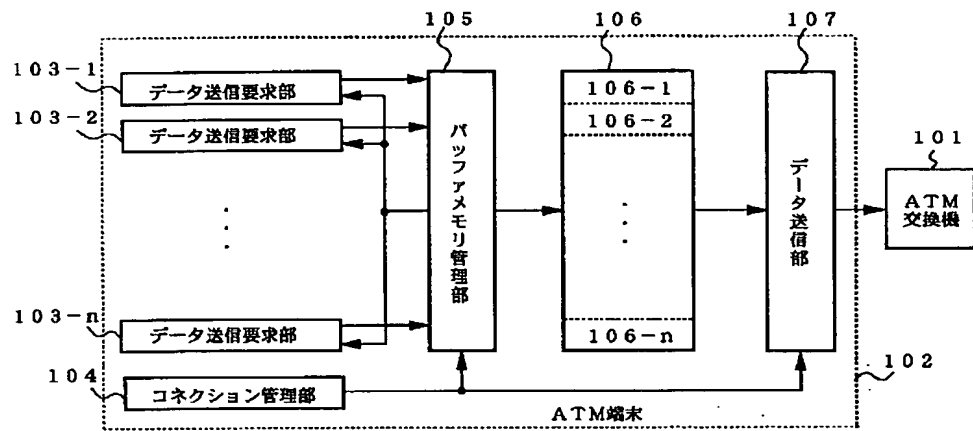 105
106
107
103-1
データ送信要求部
103-2
データ送信要求部
103-n
データ送信要求部
104
コネクション管理部
バッファメモリ管理部
106-1
106-2
106-n
データ送信部
101
ATM
交換機
102
ATM端末